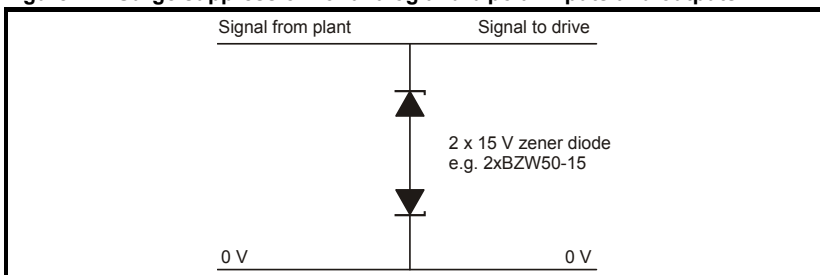 Signal from plant Signal to drive
2 x 15 V zener diode
e.g. 2xBZW50-15
0 V 0 V